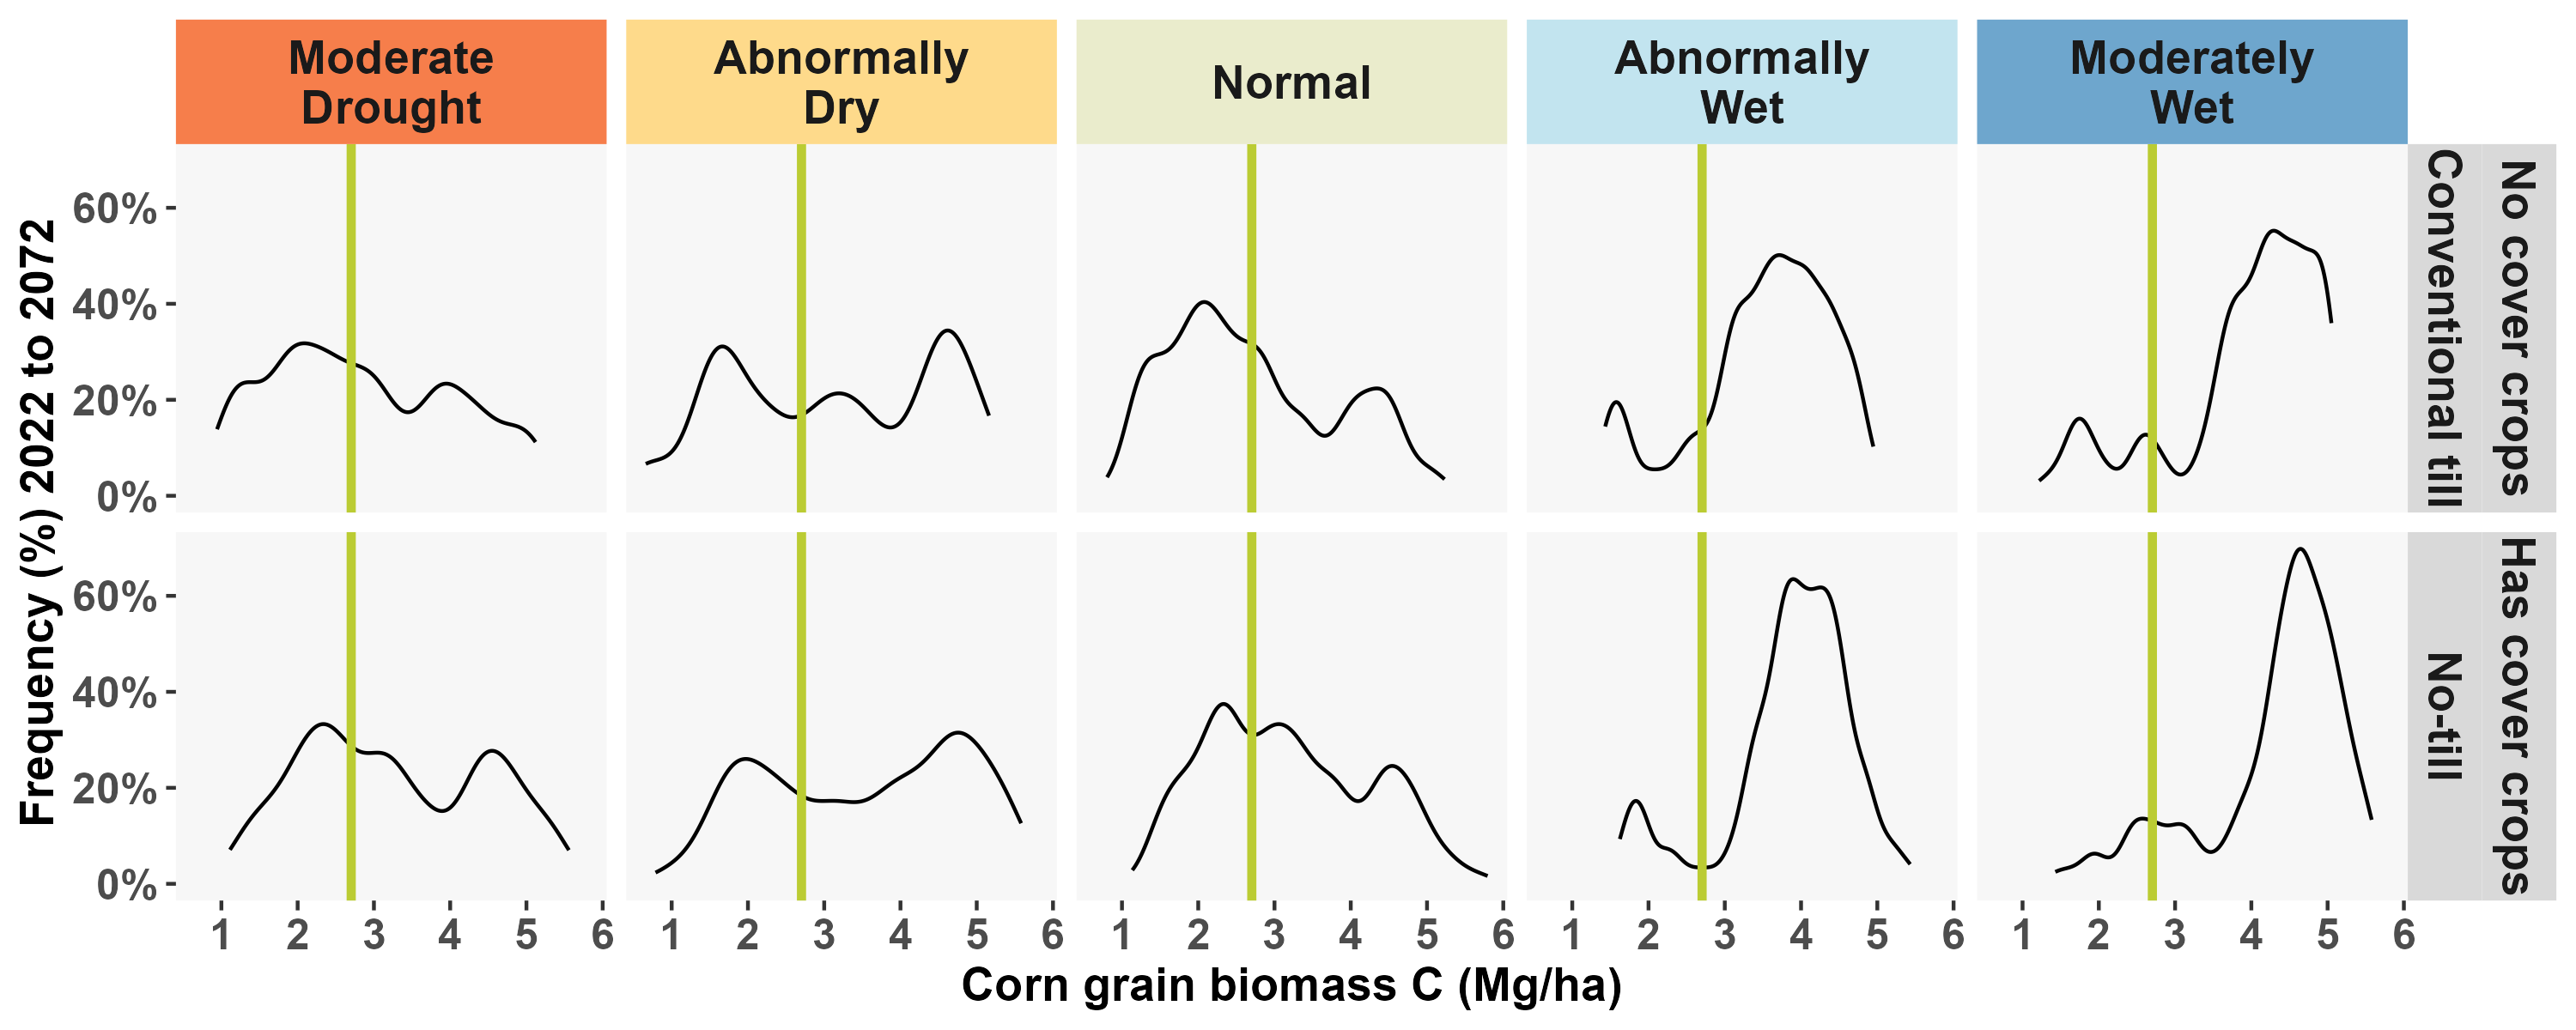 Moderate
Drought
Abnormally
Dry
Normal
Abnormally
Wet
Moderately
Wet
Frequency (%) 2022 to 2072
60%
40%
20%
0%
Conventional till
No cover crops
60%
40%
20%
0%
No-till
Has cover crops
1 2 3 4 5 6
1 2 3 4 5 6
1 2 3 4 5 6
1 2 3 4 5 6
1 2 3 4 5 6
Corn grain biomass C (Mg/ha)